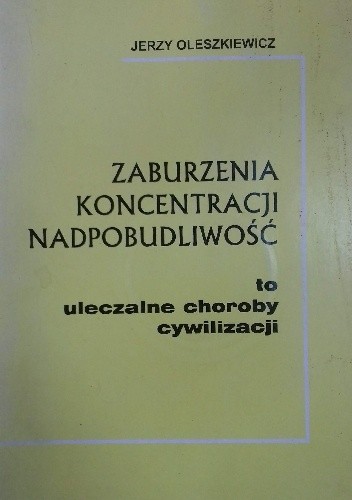 JERZY OLESZKIEWICZ
ZABURZENIA
KONCENTRACJI
NADPOBUDLIWOŚĆ
to
uleczalne choroby
cywilizacji